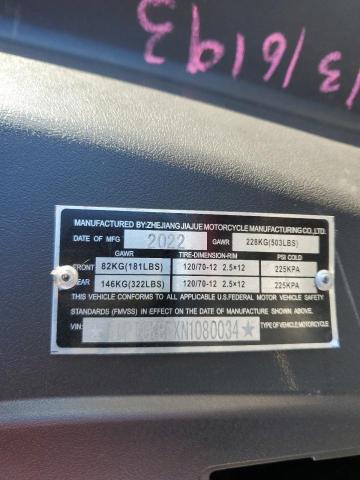 316193
MANUFACTURED BY:ZHEJIANG JIAJUE MOTORCYCLE MANUFACTURING CO.,LTD.
DATE OF MFG 2022 GAWR 228KG(503LBS)
GAWR TIRE-DIMENSION-RIM PSI COLD
FRONT 82KG(181LBS) 120/70-12 2.5×12 225KPA
REAR 146KG(322LBS) 120/70-12 2.5×12 225KPA
THIS VEHICLE CONFORMS TO ALL APPLICABLE U.S.FEDERAL MOTOR VEHICLE SAFETY
STANDARDS (FMVSS) IN EFFECT ON THE DATE OF MANUFACTURE SHOWN ABOVE.
VIN: XN1080034★ TYPE OF VEHICLE:MOTORCYCLE